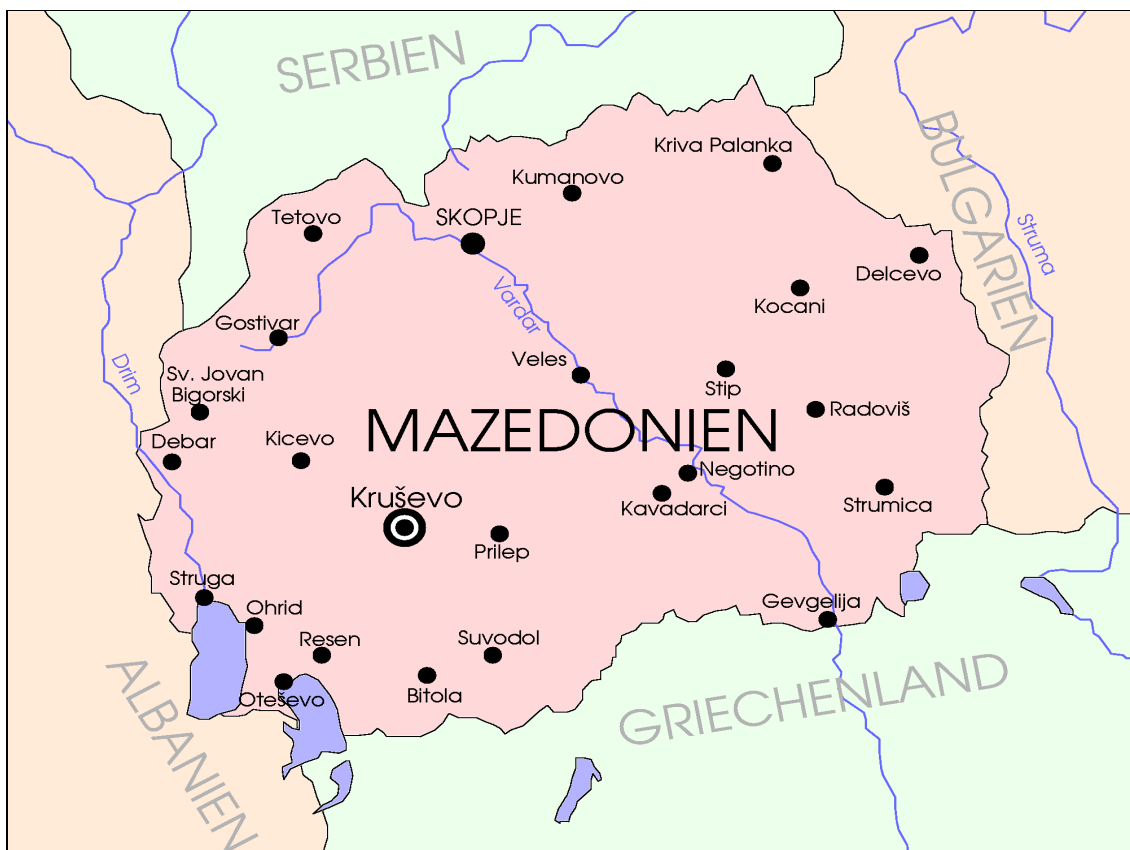 SERBIEN
BULGARIEN
Kriva Palanka
Kumanovo
Tetovo
SKOPJE
Struma
Delcevo
Vardar
Kocani
Gostivar
Drim
Veles
Sv. Jovan
Bigorski
Stip
Radoviš
MAZEDONIEN
Debar
Kicevo
Negotino
Kruševo
Kavadarci
Strumica
Prilep
Struga
Ohrid
Gevgelija
Resen
Suvodol
Oteševo
Bitola
ALBANIEN
GRIECHENLAND